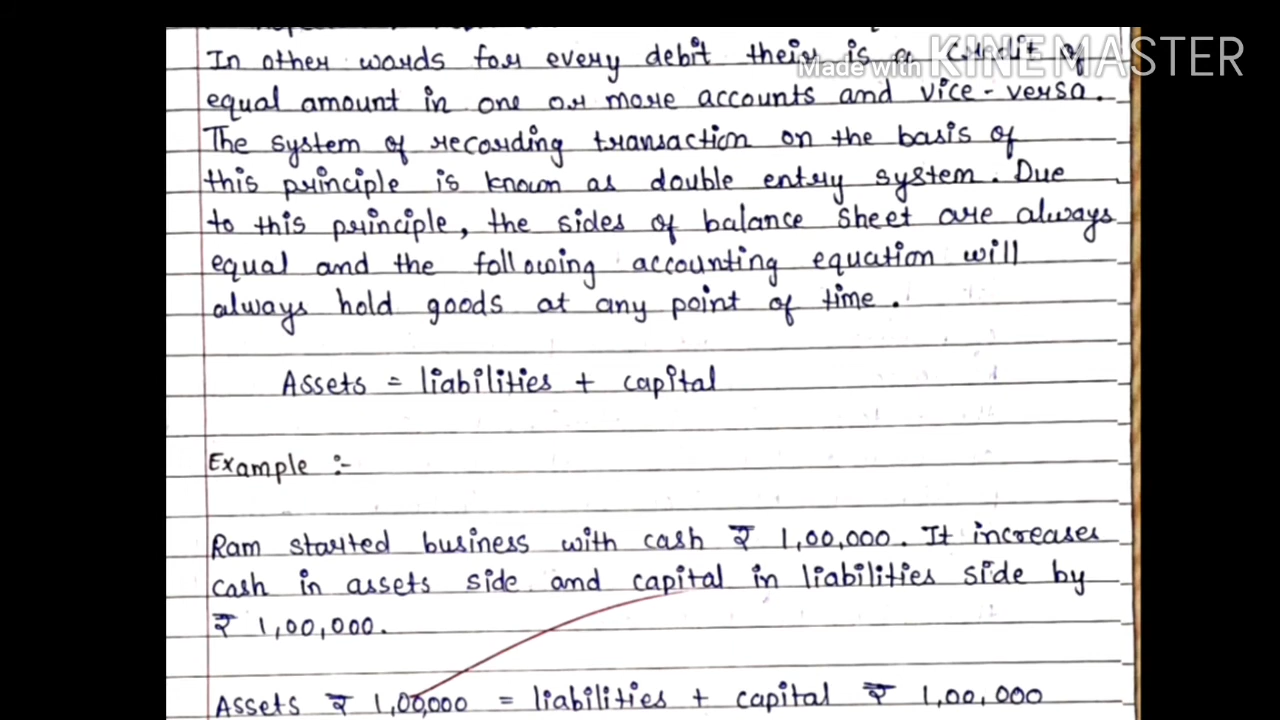 In other words for every debit their is a credit of
Made with KINEMASTER
equal amount in one or more accounts and vice-versa.
The system of recording transaction on the basis of
this principle is known as double entry system. Due
to this principle, the sides of balance sheet are always
equal and the following accounting equation will
always hold goods at any point of time.
Assets = liabilities + capital
Example :-
Ram started business with cash ₹ 1,00,000. It increases
cash in assets side and capital in liabilities side by
₹ 1,00,000.
Assets ₹ 1,00,000 = liabilities + capital ₹ 1,00,000